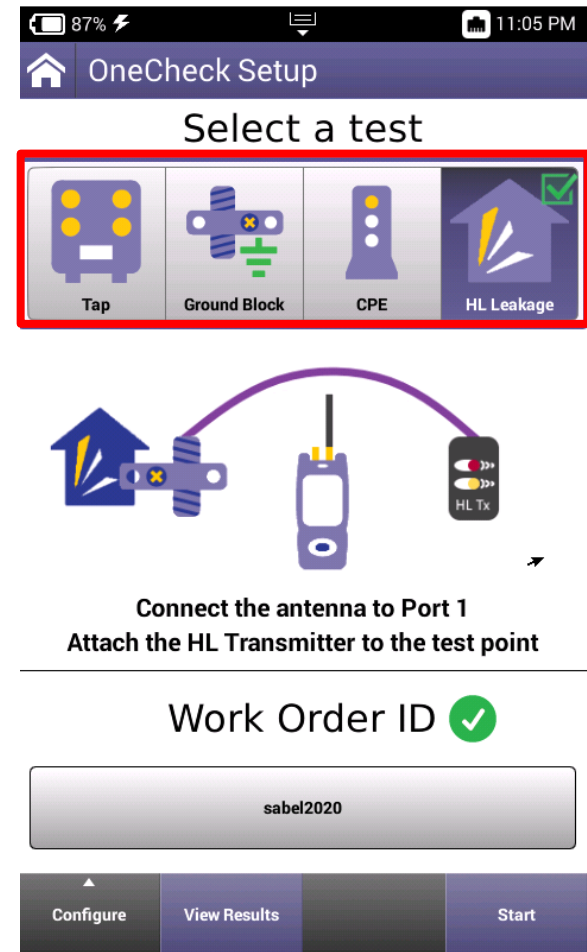 87% 11:05 PM
OneCheck Setup
Select a test
Tap Ground Block CPE HL Leakage
HL Tx
Connect the antenna to Port 1
Attach the HL Transmitter to the test point
Work Order ID
sabel2020
Configure View Results Start